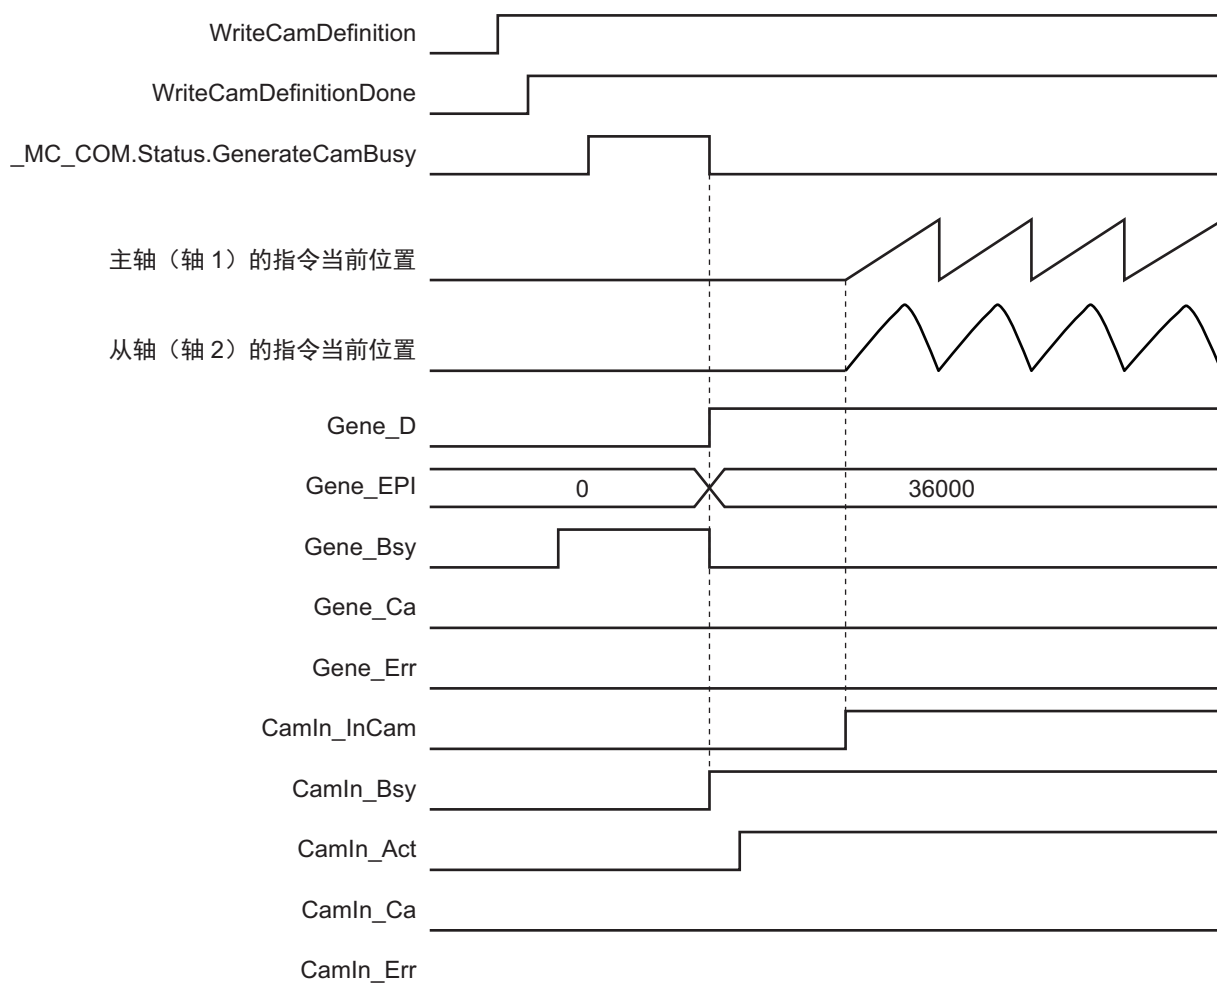 WriteCamDefinition
WriteCamDefinitionDone
_MC_COM.Status.GenerateCamBusy
主轴（轴 1）的指令当前位置
从轴（轴 2）的指令当前位置
Gene_D
Gene_EPI 0 36000
Gene_Bsy
Gene_Ca
Gene_Err
CamIn_InCam
CamIn_Bsy
CamIn_Act
CamIn_Ca
CamIn_Err